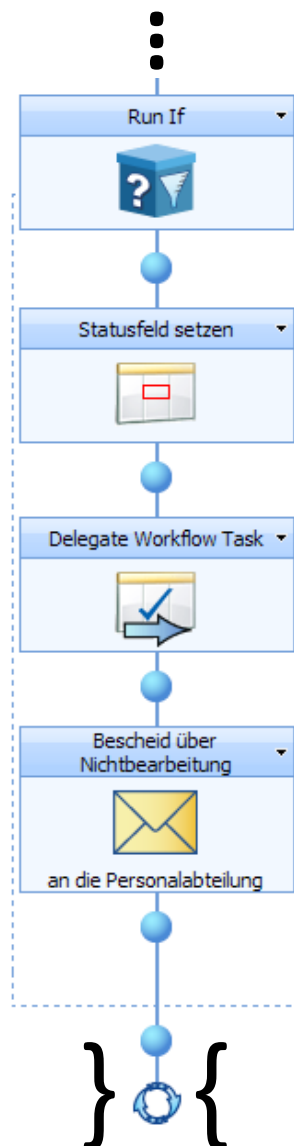 Run If
Statusfeld setzen
Delegate Workflow Task
Bescheid über
Nichtbearbeitung
an die Personalabteilung
} {